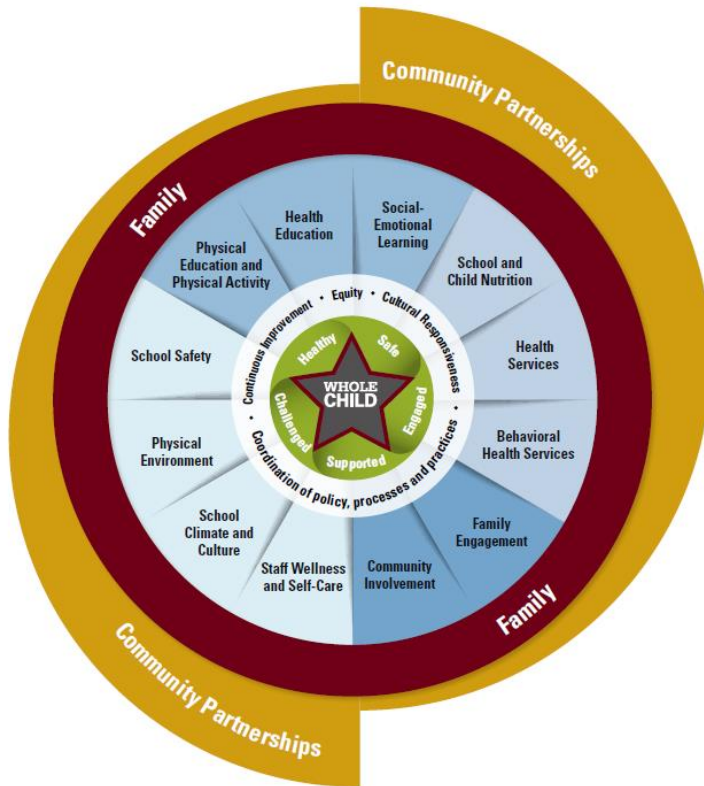 Community Partnerships
Family
Social-
Emotional
Learning
School and
Child Nutrition
Health
Services
Behavioral
Health Services
Family
Engagement
Community
Involvement
Staff Wellness
and Self-Care
School
Climate and
Culture
Physical
Environment
School Safety
Physical
Education and
Physical Activity
Health
Education
• Continuous Improvement • Equity • Cultural Responsiveness •
Coordination of policy, processes and practices
Healthy
Safe
Engaged
Supported
Challenged
WHOLE
CHILD
Family
Community Partnerships